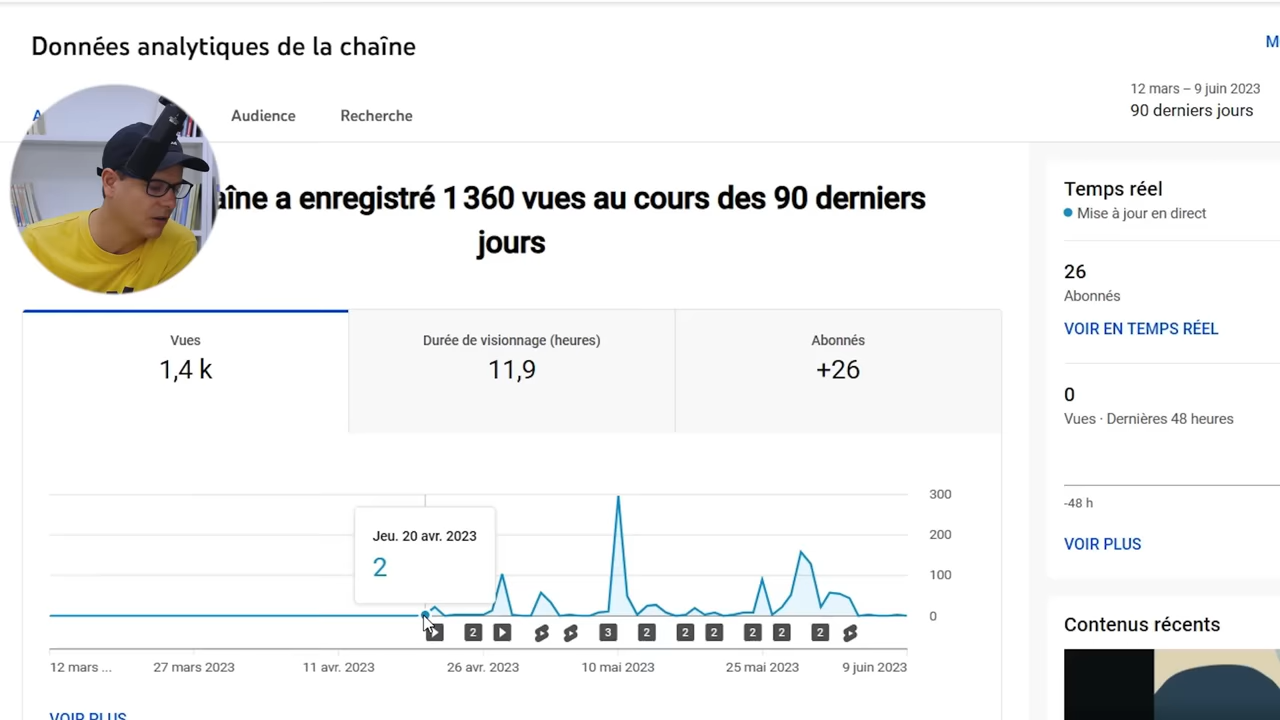 Données analytiques de la chaîne
M
12 mars – 9 juin 2023
90 derniers jours
A
Audience
Recherche
aîne a enregistré 1 360 vues au cours des 90 derniers
jours
Vues
1,4 k
Durée de visionnage (heures)
11,9
Abonnés
+26
Jeu. 20 avr. 2023
2
300
200
100
0
2
3
2
2
2
2
2
2
12 mars ...
27 mars 2023
11 avr. 2023
26 avr. 2023
10 mai 2023
25 mai 2023
9 juin 2023
VOIR PLUS
Temps réel
Mise à jour en direct
26
Abonnés
VOIR EN TEMPS RÉEL
0
Vues · Dernières 48 heures
-48 h
VOIR PLUS
Contenus récents